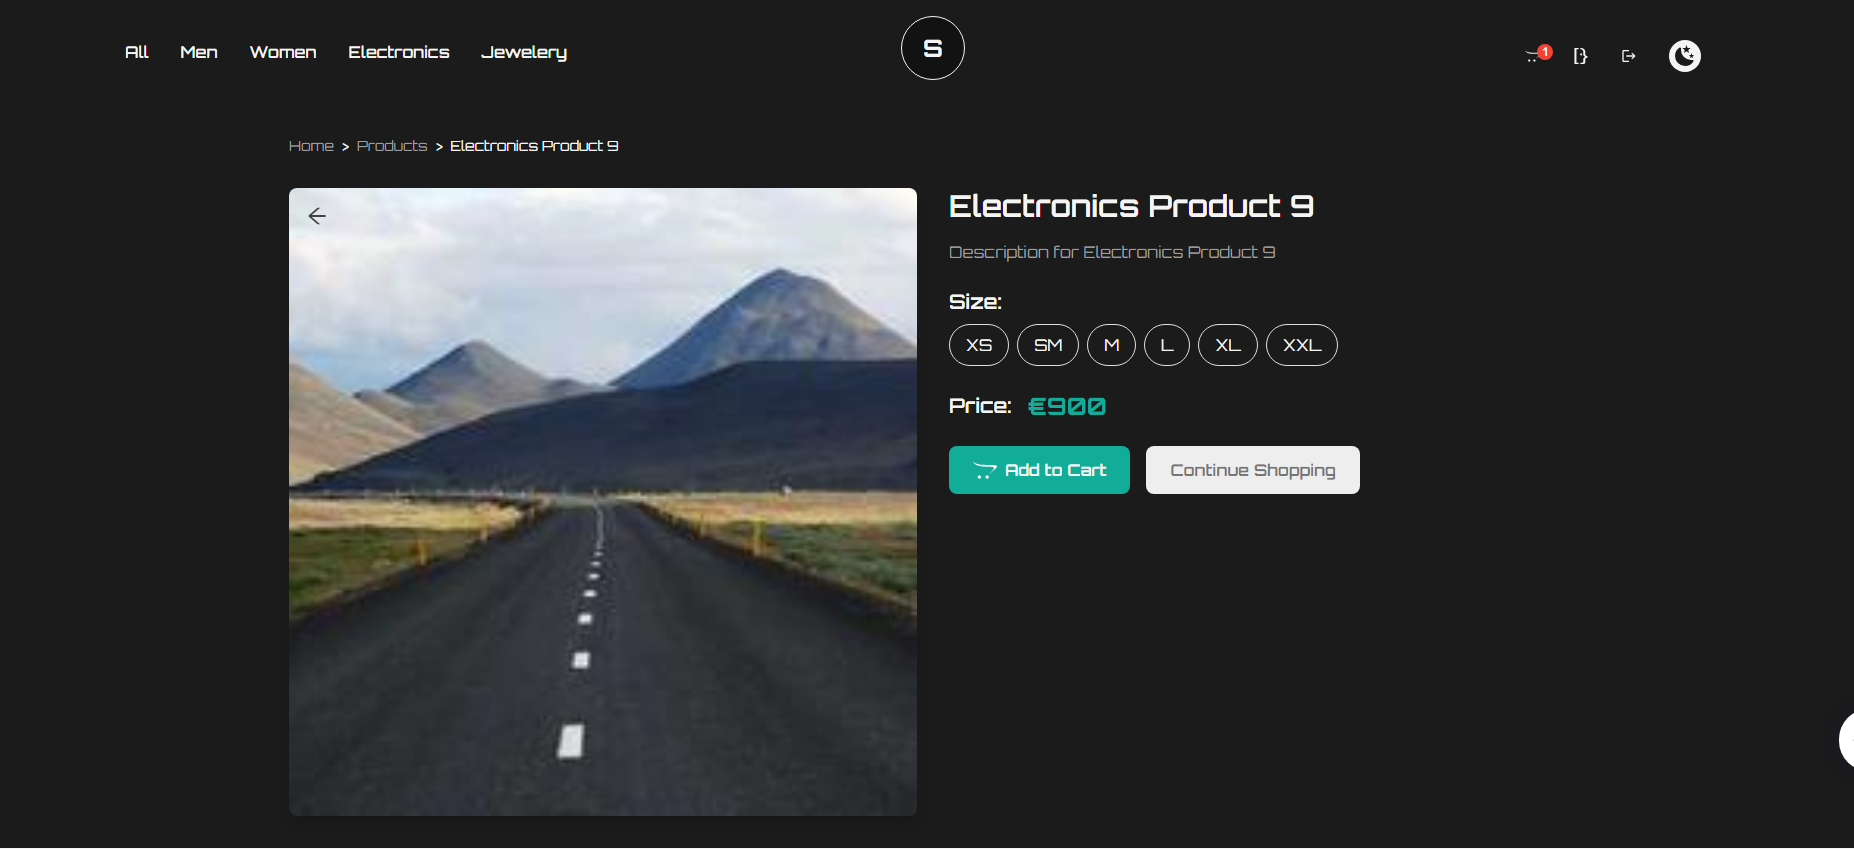 All Men Women Electronics Jewelery
S
1
Home > Products > Electronics Product 9
Electronics Product 9
Description for Electronics Product 9
Size:
XS SM M L XL XXL
Price: €900
Add to Cart Continue Shopping